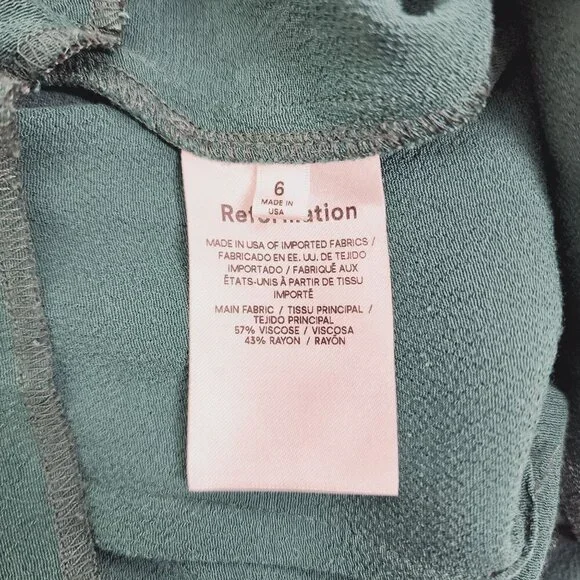 6
MADE IN
USA
Reformation
MADE IN USA OF IMPORTED FABRICS /
FABRICADO EN EE. UU. DE TEJIDO
IMPORTADO / FABRIQUÉ AUX
ÉTATS-UNIS À PARTIR DE TISSU
IMPORTÉ
MAIN FABRIC / TISSU PRINCIPAL /
TEJIDO PRINCIPAL
57% VISCOSE / VISCOSA
43% RAYON / RAYÓN